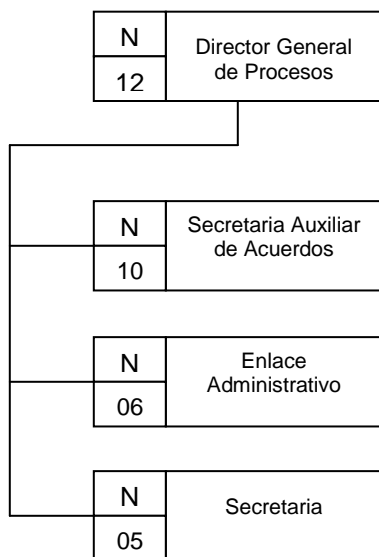 N
12
Director General
de Procesos
N
10
Secretaria Auxiliar
de Acuerdos
N
06
Enlace
Administrativo
N
05
Secretaria